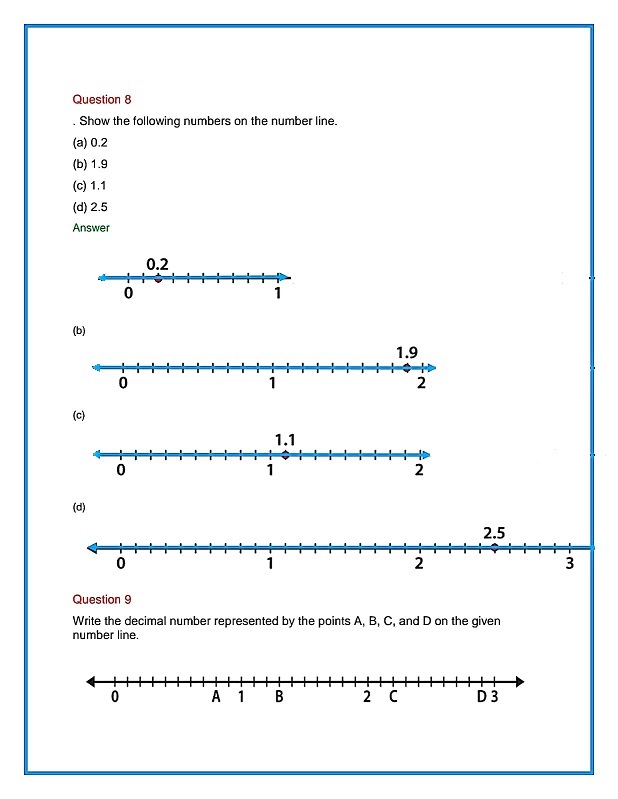 Question 8
. Show the following numbers on the number line.
(a) 0.2
(b) 1.9
(c) 1.1
(d) 2.5
Answer
0.2
0 1
(b)
1.9
0 1 2
(c)
1.1
0 1 2
(d)
2.5
0 1 2 3
Question 9
Write the decimal number represented by the points A, B, C, and D on the given
number line.
0 A 1 B 2 C D 3